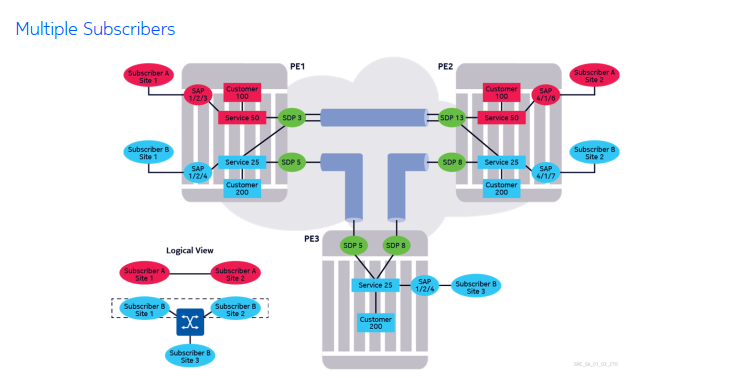 Multiple Subscribers
PE1
PE2
Subscriber A
Site 1
SAP
1/2/3
Customer
100
Service 50
SDP 3
SDP 13
Customer
100
Service 50
SAP
4/1/6
Subscriber A
Site 2
Subscriber B
Site 1
SAP
1/2/4
Service 25
Customer
200
SDP 5
SDP 8
Service 25
Customer
200
SAP
4/1/7
Subscriber B
Site 2
PE3
SDP 5
SDP 8
Service 25
SAP
1/2/4
Subscriber B
Site 3
Customer
200
Logical View
Subscriber A
Site 1
Subscriber A
Site 2
Subscriber B
Site 1
Subscriber B
Site 2
Subscriber B
Site 3